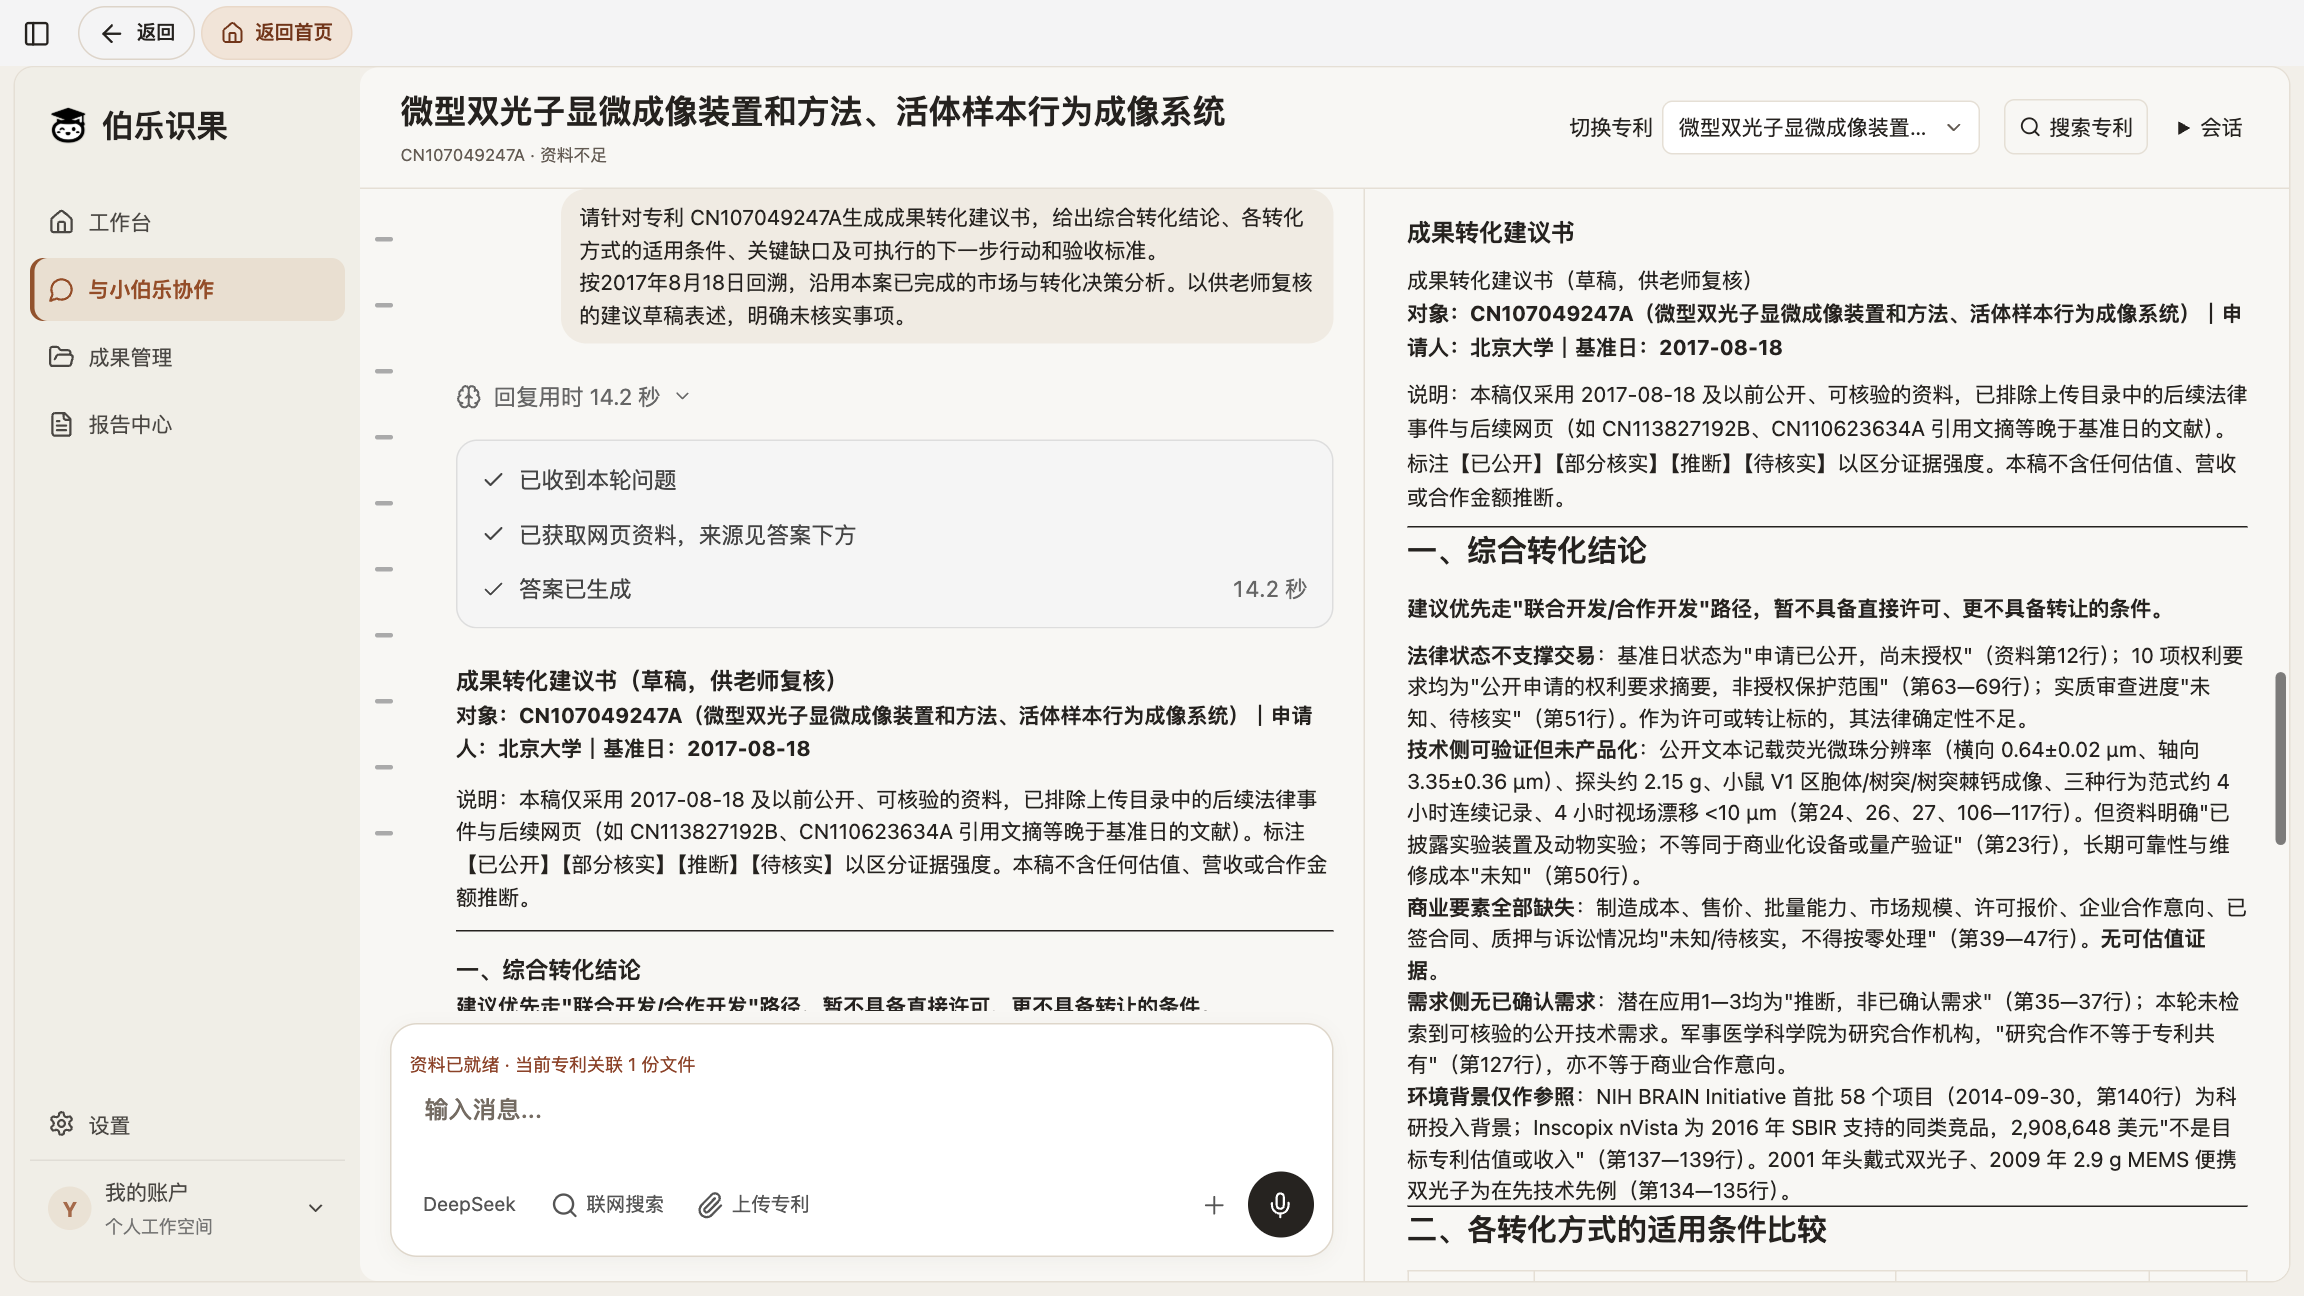 返回
返回首页
伯乐识果
工作台
与小伯乐协作
成果管理
报告中心
设置
Y
我的账户
个人工作空间
微型双光子显微成像装置和方法、活体样本行为成像系统
CN107049247A · 资料不足
切换专利
微型双光子显微成像装置...
搜索专利
会话
请针对专利 CN107049247A生成成果转化建议书，给出综合转化结论、各转化
方式的适用条件、关键缺口及可执行的下一步行动和验收标准。
按2017年8月18日回溯，沿用本案已完成的市场与转化决策分析。以供老师复核
的建议草稿表述，明确未核实事项。
回复用时 14.2 秒
已收到本轮问题
已获取网页资料，来源见答案下方
答案已生成
14.2 秒
成果转化建议书（草稿，供老师复核）
对象：CN107049247A（微型双光子显微成像装置和方法、活体样本行为成像系统）｜申请
人：北京大学｜基准日：2017-08-18
说明：本稿仅采用 2017-08-18 及以前公开、可核验的资料，已排除上传目录中的后续法律事
件与后续网页（如 CN113827192B、CN110623634A 引用文摘等晚于基准日的文献）。标注
【已公开】【部分核实】【推断】【待核实】以区分证据强度。本稿不含任何估值、营收或合作金
额推断。
一、综合转化结论
建议优先走"联合开发/合作开发"路径，暂不具备直接许可、更不具备转让的条件。
资料已就绪 · 当前专利关联 1 份文件
输入消息...
DeepSeek
联网搜索
上传专利
成果转化建议书
成果转化建议书（草稿，供老师复核）
对象：CN107049247A（微型双光子显微成像装置和方法、活体样本行为成像系统）｜申
请人：北京大学｜基准日：2017-08-18
说明：本稿仅采用 2017-08-18 及以前公开、可核验的资料，已排除上传目录中的后续法律
事件与后续网页（如 CN113827192B、CN110623634A 引用文摘等晚于基准日的文献）。
标注【已公开】【部分核实】【推断】【待核实】以区分证据强度。本稿不含任何估值、营收
或合作金额推断。
一、综合转化结论
建议优先走"联合开发/合作开发"路径，暂不具备直接许可、更不具备转让的条件。
法律状态不支撑交易：基准日状态为"申请已公开，尚未授权"（资料第12行）；10 项权利要
求均为"公开申请的权利要求摘要，非授权保护范围"（第63—69行）；实质审查进度"未
知、待核实"（第51行）。作为许可或转让标的，其法律确定性不足。
技术侧可验证但未产品化：公开文本记载荧光微珠分辨率（横向 0.64±0.02 μm、轴向
3.35±0.36 μm）、探头约 2.15 g、小鼠 V1 区胞体/树突/树突棘钙成像、三种行为范式约 4
小时连续记录、4 小时视场漂移 <10 μm（第24、26、27、106—117行）。但资料明确"已
披露实验装置及动物实验；不等同于商业化设备或量产验证"（第23行），长期可靠性与维
修成本"未知"（第50行）。
商业要素全部缺失：制造成本、售价、批量能力、市场规模、许可报价、企业合作意向、已
签合同、质押与诉讼情况均"未知/待核实，不得按零处理"（第39—47行）。无可估值证
据。
需求侧无已确认需求：潜在应用1—3均为"推断，非已确认需求"（第35—37行）；本轮未检
索到可核验的公开技术需求。军事医学科学院为研究合作机构，"研究合作不等于专利共
有"（第127行），亦不等于商业合作意向。
环境背景仅作参照：NIH BRAIN Initiative 首批 58 个项目（2014-09-30，第140行）为科
研投入背景；Inscopix nVista 为 2016 年 SBIR 支持的同类竞品，2,908,648 美元"不是目
标专利估值或收入"（第137—139行）。2001 年头戴式双光子、2009 年 2.9 g MEMS 便携
双光子为在先技术先例（第134—135行）。
二、各转化方式的适用条件比较